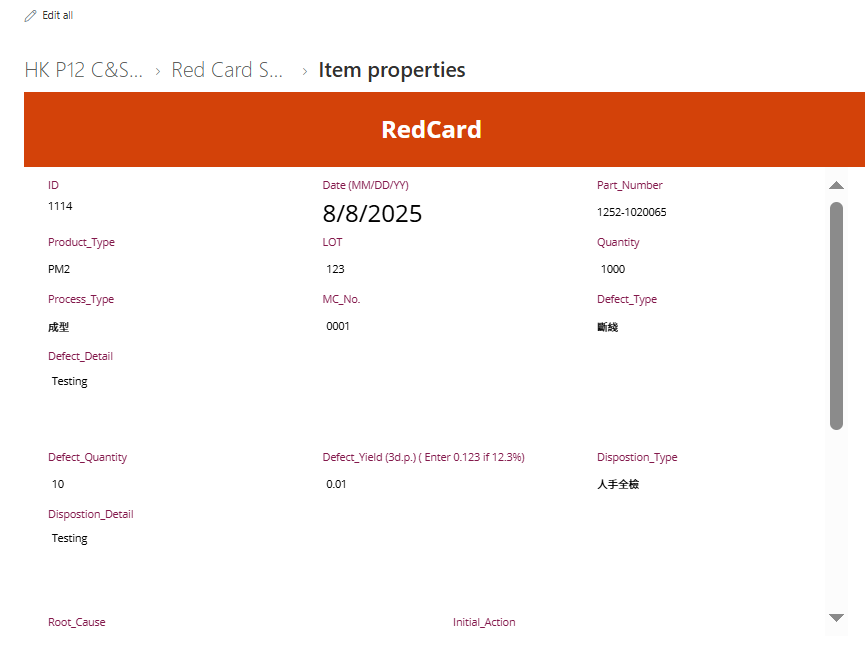 Edit all
HK P12 C&S... > Red Card S... > Item properties
RedCard
ID Date (MM/DD/YY) Part_Number
1114 8/8/2025 1252-1020065
Product_Type LOT Quantity
PM2 123 1000
Process_Type MC_No. Defect_Type
成型 0001 斷綫
Defect_Detail
Testing
Defect_Quantity Defect_Yield (3d.p.) ( Enter 0.123 if 12.3%) Dispostion_Type
10 0.01 人手全檢
Dispostion_Detail
Testing
Root_Cause Initial_Action